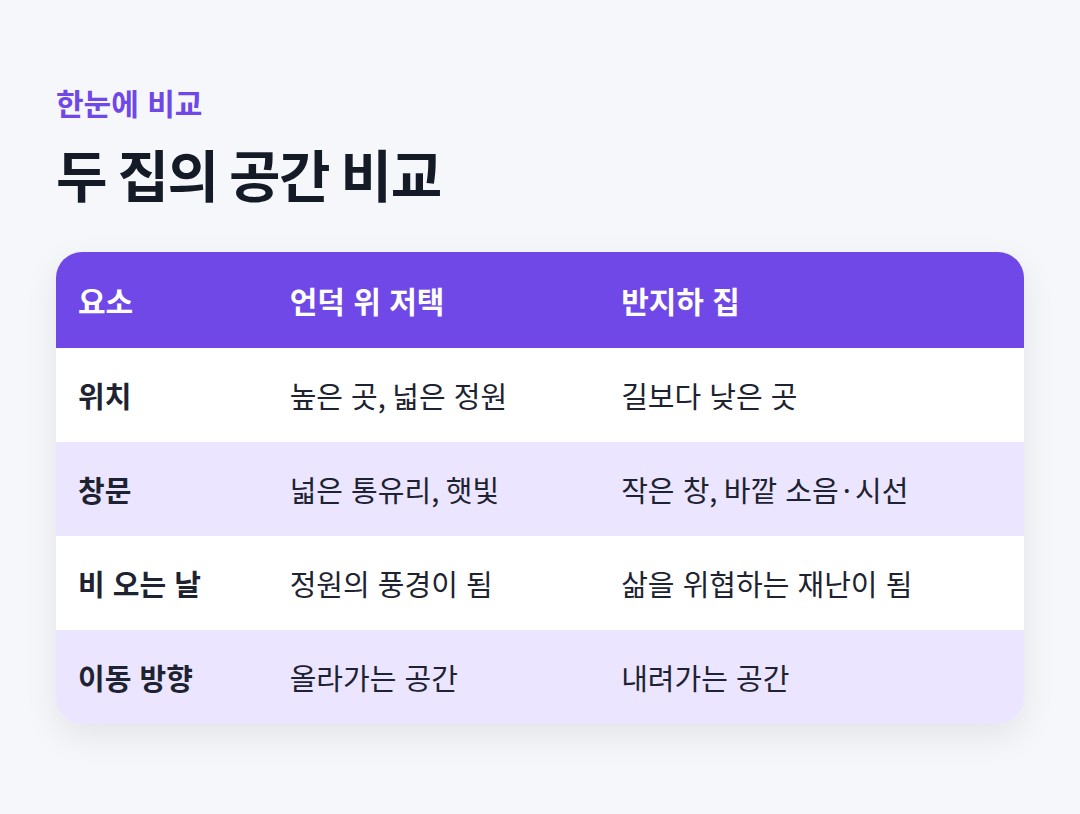 한눈에 비교
두 집의 공간 비교
요소 언덕 위 저택 반지하 집
위치 높은 곳, 넓은 정원 길보다 낮은 곳
창문 넓은 통유리, 햇빛 작은 창, 바깥 소음·시선
비 오는 날 정원의 풍경이 됨 삶을 위협하는 재난이 됨
이동 방향 올라가는 공간 내려가는 공간